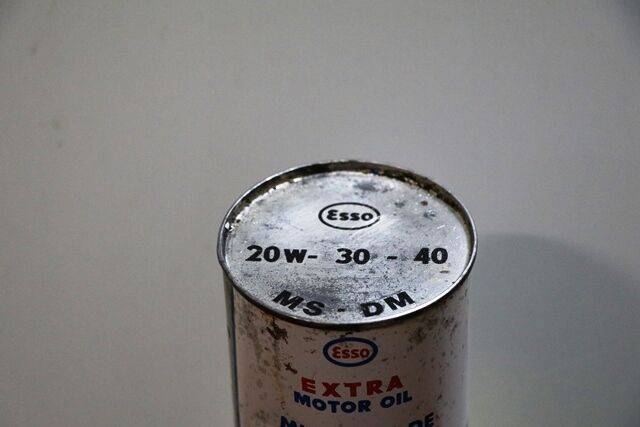 Esso
20W- 30 - 40
MS - DM
Esso
EXTRA
MOTOR OIL